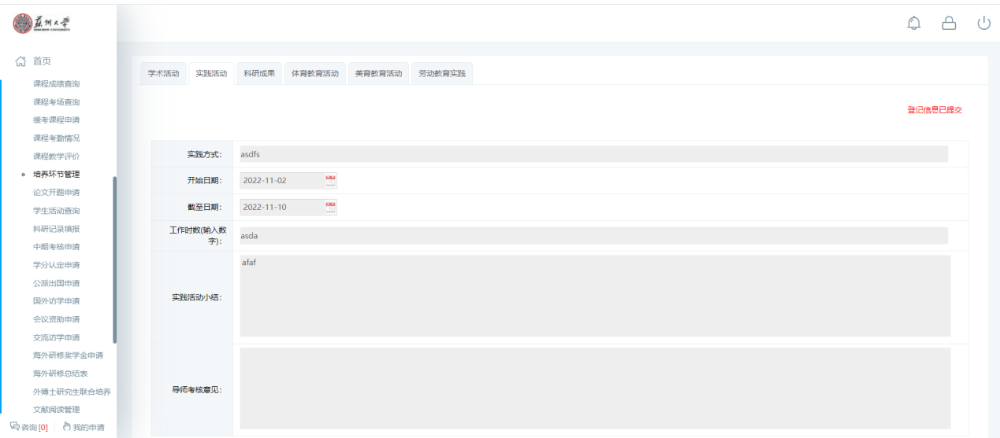 蘇州大学
SOOCHOW UNIVERSITY
首页
课程成绩查询
课程考场查询
缓考课程申请
课程考勤情况
课程教学评价
培养环节管理
论文开题申请
学生活动查询
科研记录填报
中期考核申请
学分认定申请
公派出国申请
国外访学申请
会议资助申请
交流访学申请
海外研修奖学金申请
海外研修总结表
外博士研究生联合培养
文献阅读管理
咨询[0] 我的申请
学术活动 实践活动 科研成果 体育教育活动 美育教育活动 劳动教育实践
登记信息已提交
实践方式: asdfs
开始日期: 2022-11-02
截至日期: 2022-11-10
工作时数(输入数
字): asda
实践活动小结: afaf
导师考核意见: